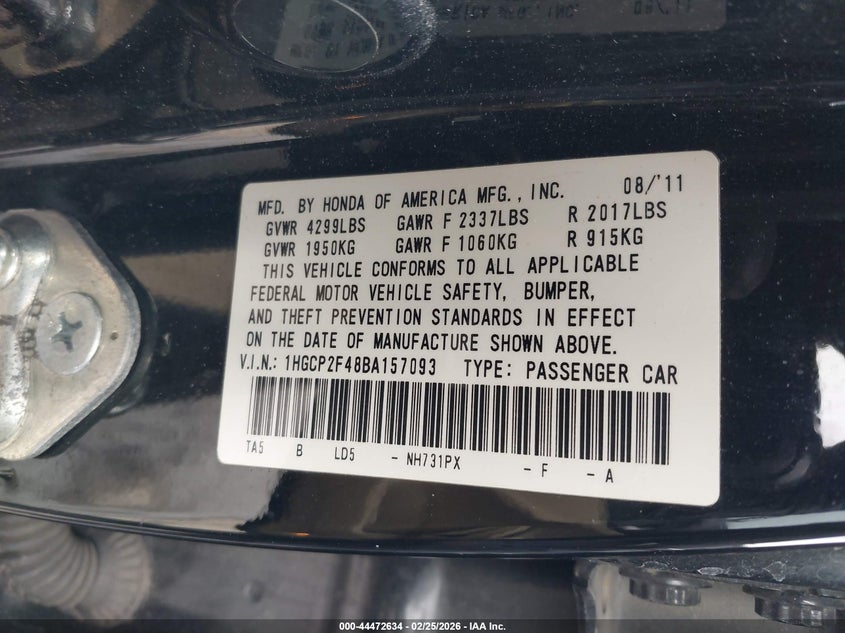 MFD. BY HONDA OF AMERICA MFG., INC. 08/'11
GVWR 4299LBS GAWR F 2337LBS R 2017LBS
GVWR 1950KG GAWR F 1060KG R 915KG
THIS VEHICLE CONFORMS TO ALL APPLICABLE
FEDERAL MOTOR VEHICLE SAFETY, BUMPER,
AND THEFT PREVENTION STANDARDS IN EFFECT
ON THE DATE OF MANUFACTURE SHOWN ABOVE.
V.I.N.: 1HGCP2F48BA157093 TYPE: PASSENGER CAR
TA5 B LD5 - NH731PX - F - A
000-44472634 | 02/25/2026 - IAA Inc.